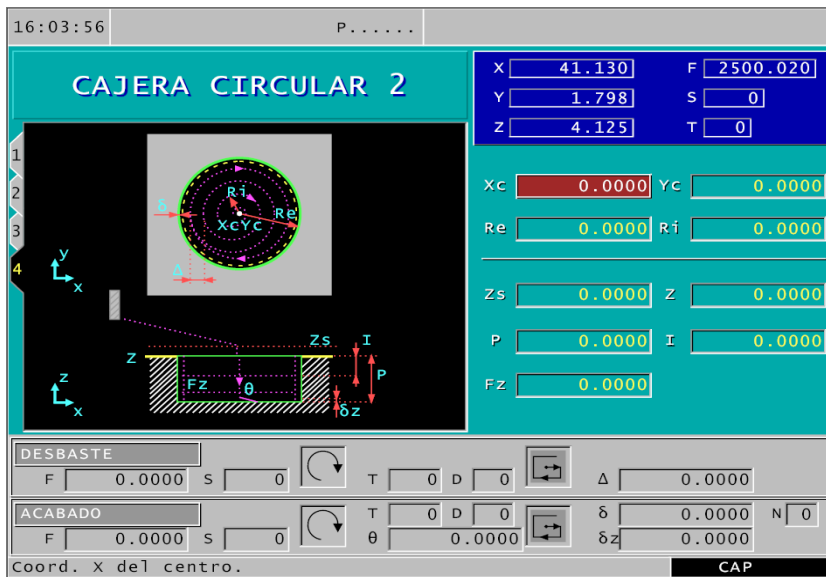 16:03:56 P......
CAJERA CIRCULAR 2
X 41.130 F 2500.020
Y 1.798 S 0
Z 4.125 T 0
1
2
3
4
Ri
δ
Re
XcYc
Δ
y
x
Zs I
Z
P
Fz θ
z
x
δz
Xc 0.0000 Yc 0.0000
Re 0.0000 Ri 0.0000
Zs 0.0000 Z 0.0000
P 0.0000 I 0.0000
Fz 0.0000
DESBASTE
F 0.0000 S 0 T 0 D 0 Δ 0.0000
ACABADO
T 0 D 0 δ 0.0000 N 0
F 0.0000 S 0 θ 0.0000 δz 0.0000
Coord. X del centro. CAP